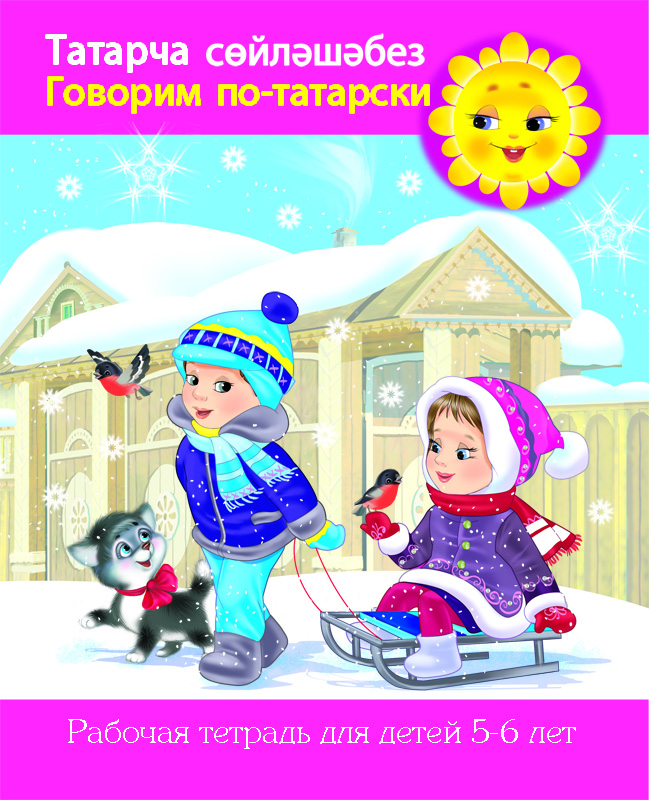 Татарча сөйләшәбез
Говорим по-татарски
Рабочая тетрадь для детей 5-6 лет